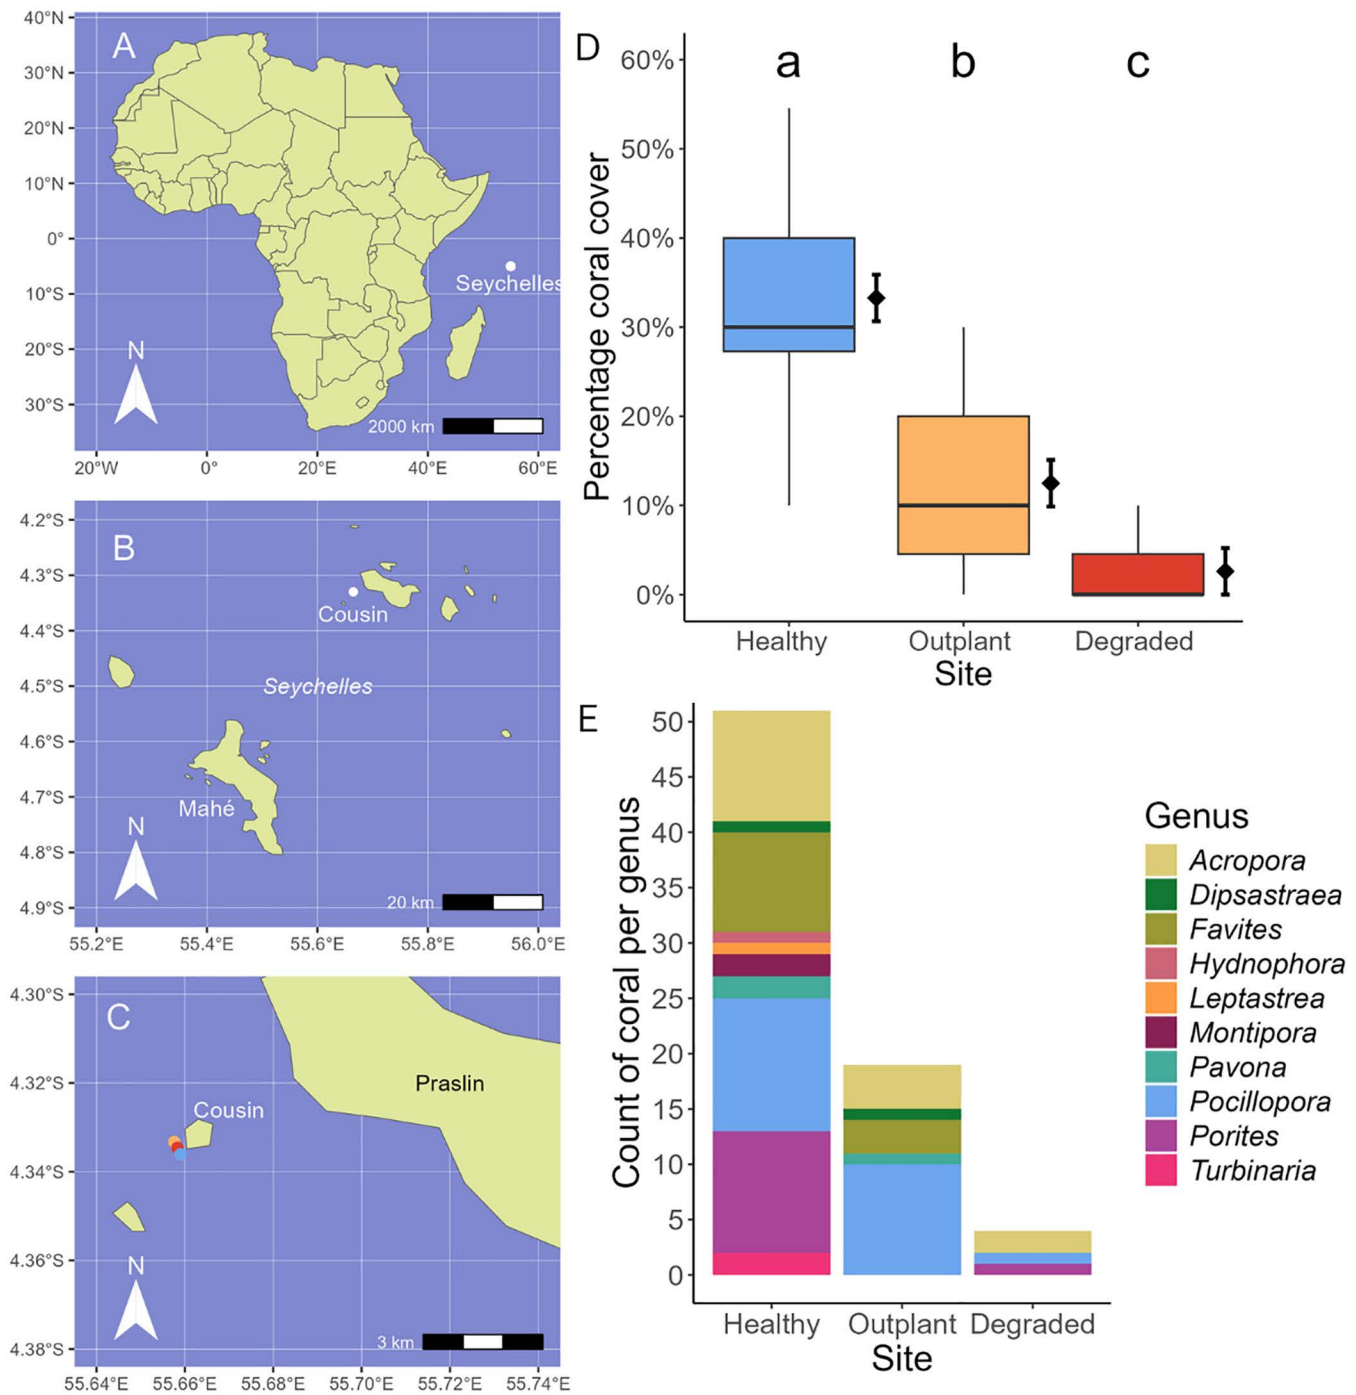 A
40°N
30°N
20°N
10°N
0°
10°S
20°S
30°S
Seychelles
N
2000 km
20°W
0°
20°E
40°E
60°E
B
4.2°S
4.3°S
4.4°S
4.5°S
4.6°S
4.7°S
4.8°S
4.9°S
Cousin
Seychelles
Mahé
N
20 km
55.2°E
55.4°E
55.6°E
55.8°E
56.0°E
C
4.30°S
4.32°S
4.34°S
4.36°S
4.38°S
Praslin
Cousin
N
3 km
55.64°E
55.66°E
55.68°E
55.70°E
55.72°E
55.74°E
D
a
b
c
Percentage coral cover
60%
50%
40%
30%
20%
10%
0%
Healthy
Outplant
Degraded
Site
E
Count of coral per genus
50
45
40
35
30
25
20
15
10
5
0
Healthy
Outplant
Degraded
Site
Genus
Acropora
Dipsastraea
Favites
Hydnophora
Leptastrea
Montipora
Pavona
Pocillopora
Porites
Turbinaria